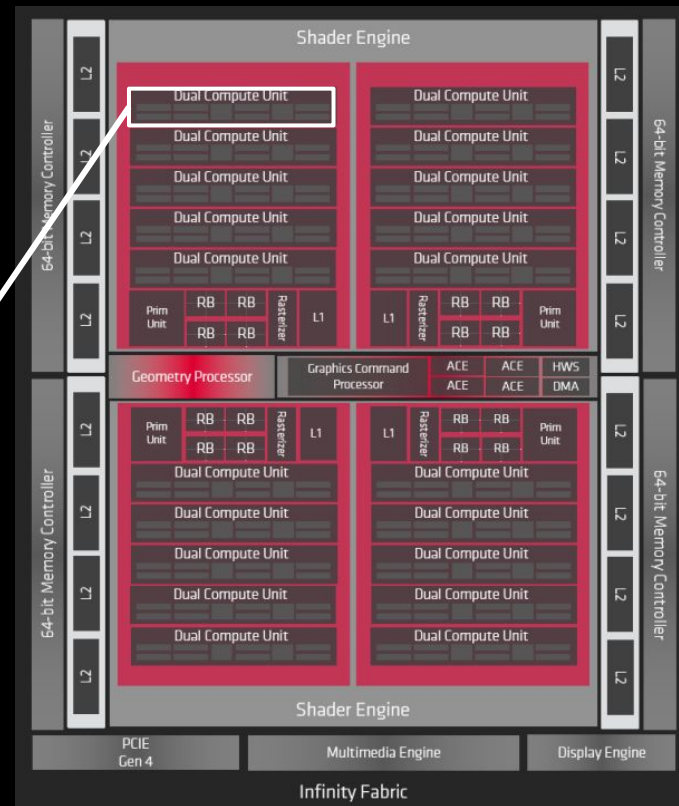 Shader Engine
64-bit Memory Controller
L2
L2
L2
L2
Dual Compute Unit
Dual Compute Unit
Dual Compute Unit
Dual Compute Unit
Dual Compute Unit
Prim
Unit
RB RB
RB RB
Rasterizer
L1
Dual Compute Unit
Dual Compute Unit
Dual Compute Unit
Dual Compute Unit
Dual Compute Unit
L1
Rasterizer
RB RB
RB RB
Prim
Unit
L2
L2
L2
L2
64-bit Memory Controller
Geometry Processor
Graphics Command
Processor
ACE ACE HWS
ACE ACE DMA
64-bit Memory Controller
L2
L2
L2
L2
Prim
Unit
RB RB
RB RB
Rasterizer
L1
Dual Compute Unit
Dual Compute Unit
Dual Compute Unit
Dual Compute Unit
Dual Compute Unit
L1
Rasterizer
RB RB
RB RB
Prim
Unit
Dual Compute Unit
Dual Compute Unit
Dual Compute Unit
Dual Compute Unit
Dual Compute Unit
L2
L2
L2
L2
64-bit Memory Controller
Shader Engine
PCIE
Gen 4
Multimedia Engine
Display Engine
Infinity Fabric